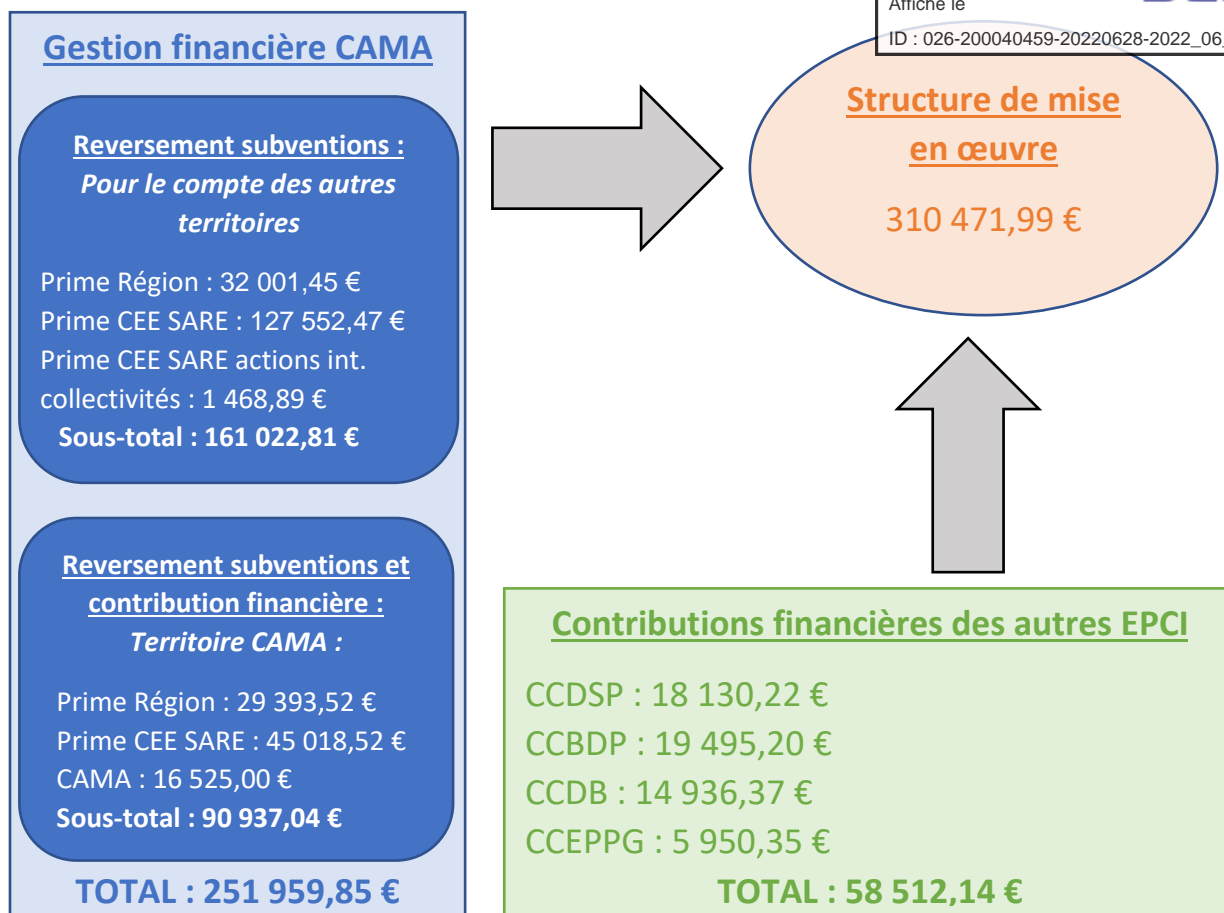 Affiché le
ID : 026-200040459-20220628-2022_06_
Gestion financière CAMA
Reversement subventions :
Pour le compte des autres
territoires
Prime Région : 32 001,45 €
Prime CEE SARE : 127 552,47 €
Prime CEE SARE actions int.
collectivités : 1 468,89 €
Sous-total : 161 022,81 €
Reversement subventions et
contribution financière :
Territoire CAMA :
Prime Région : 29 393,52 €
Prime CEE SARE : 45 018,52 €
CAMA : 16 525,00 €
Sous-total : 90 937,04 €
TOTAL : 251 959,85 €
Structure de mise
en œuvre
310 471,99 €
Contributions financières des autres EPCI
CCDSP : 18 130,22 €
CCBDP : 19 495,20 €
CCDB : 14 936,37 €
CCEPPG : 5 950,35 €
TOTAL : 58 512,14 €